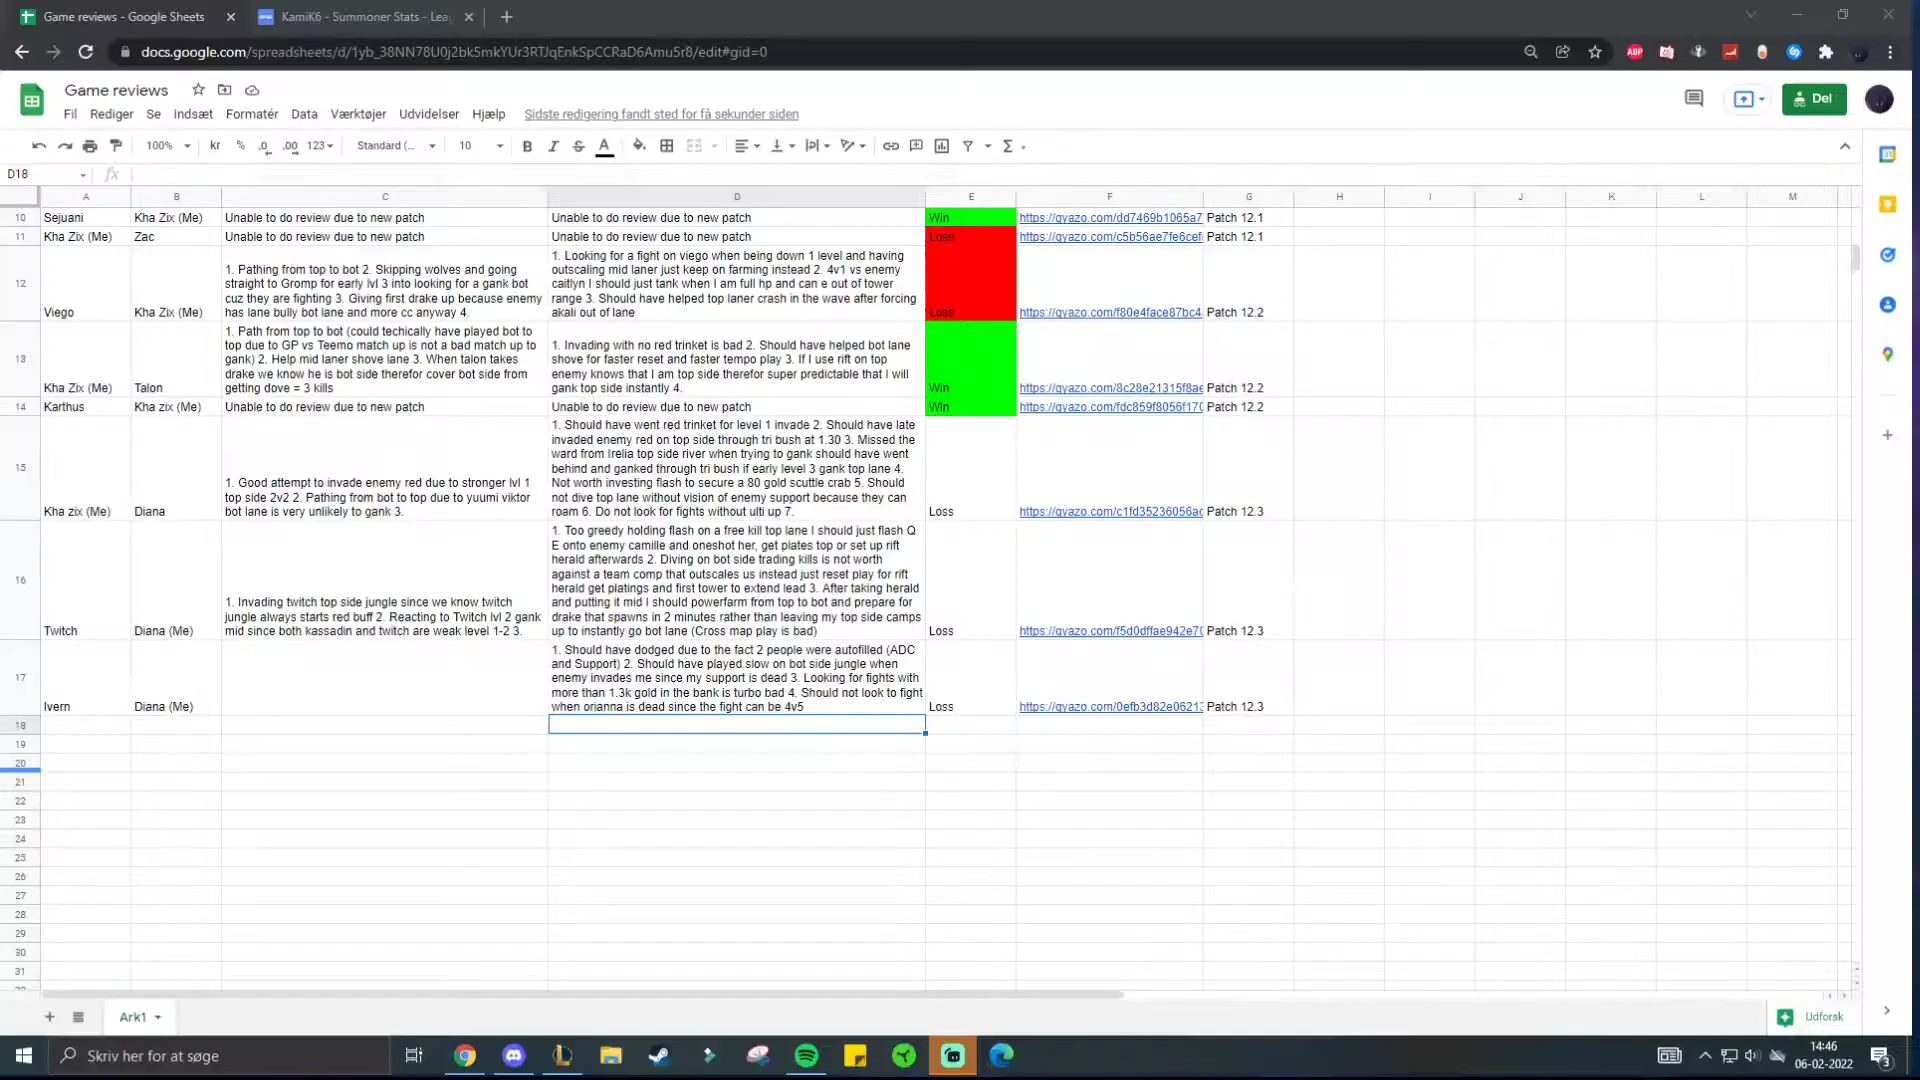 Game reviews - Google Sheets
KamiK6 - Summoner Stats - Lea
docs.google.com/spreadsheets/d/1yb_38NN78U0j2bk5mkYUr3RTJqEnkSpCCRaD6Amu5r8/edit#gid=0
ABP
Game reviews
Fil Rediger Se Indsæt Formatér Data Værktøjer Udvidelser Hjælp Sidste redigering fandt sted for få sekunder siden
Del
100% kr % .0 .00 123 Standard (... 10 B I S A
D18 fx
A B C D E F G H I J K L M
10 Sejuani Kha Zix (Me) Unable to do review due to new patch Unable to do review due to new patch Win https://gyazo.com/dd7469b1065a7 Patch 12.1
11 Kha Zix (Me) Zac Unable to do review due to new patch Unable to do review due to new patch Loss https://gyazo.com/c5b56ae7fe6cef Patch 12.1
12 Viego Kha Zix (Me)
1. Pathing from top to bot 2. Skipping wolves and going
straight to Gromp for early lvl 3 into looking for a gank bot
cuz they are fighting 3. Giving first drake up because enemy
has lane bully bot lane and more cc anyway 4.
1. Looking for a fight on viego when being down 1 level and having
outscaling mid laner just keep on farming instead 2. 4v1 vs enemy
caitlyn I should just tank when I am full hp and can e out of tower
range 3. Should have helped top laner crash in the wave after forcing
akali out of lane
Loss https://gyazo.com/f80e4face87bc4 Patch 12.2
13 Kha Zix (Me) Talon
1. Path from top to bot (could techically have played bot to
top due to GP vs Teemo match up is not a bad match up to
gank) 2. Help mid laner shove lane 3. When talon takes
drake we know he is bot side therefor cover bot side from
getting dove = 3 kills
1. Invading with no red trinket is bad 2. Should have helped bot lane
shove for faster reset and faster tempo play 3. If I use rift on top
enemy knows that I am top side therefor super predictable that I will
gank top side instantly 4.
Win https://gyazo.com/8c28e21315f8ae Patch 12.2
14 Karthus Kha zix (Me) Unable to do review due to new patch Unable to do review due to new patch Win https://gyazo.com/fdc859f8056f170 Patch 12.2
15 Kha zix (Me) Diana
1. Good attempt to invade enemy red due to stronger lvl 1
top side 2v2 2. Pathing from bot to top due to yuumi viktor
bot lane is very unlikely to gank 3.
1. Should have went red trinket for level 1 invade 2. Should have late
invaded enemy red on top side through tri bush at 1.30 3. Missed the
ward from Irelia top side river when trying to gank should have went
behind and ganked through tri bush if early level 3 gank top lane 4.
Not worth investing flash to secure a 80 gold scuttle crab 5. Should
not dive top lane without vision of enemy support because they can
roam 6. Do not look for fights without ulti up 7.
Loss https://gyazo.com/c1fd35236056ac Patch 12.3
16 Twitch Diana (Me)
1. Invading twitch top side jungle since we know twitch
jungle always starts red buff 2. Reacting to Twitch lvl 2 gank
mid since both kassadin and twitch are weak level 1-2 3.
1. Too greedy holding flash on a free kill top lane I should just flash Q
E onto enemy camille and oneshot her, get plates top or set up rift
herald afterwards 2. Diving on bot side trading kills is not worth
against a team comp that outscales us instead just reset play for rift
herald get platings and first tower to extend lead 3. After taking herald
and putting it mid I should powerfarm from top to bot and prepare for
drake that spawns in 2 minutes rather than leaving my top side camps
up to instantly go bot lane (Cross map play is bad)
Loss https://gyazo.com/f5d0dffae942e70 Patch 12.3
17 Ivern Diana (Me)
1. Should have dodged due to the fact 2 people were autofilled (ADC
and Support) 2. Should have played slow on bot side jungle when
enemy invades me since my support is dead 3. Looking for fights with
more than 1.3k gold in the bank is turbo bad 4. Should not look to fight
when orianna is dead since the fight can be 4v5
Loss https://gyazo.com/0efb3d82e06213 Patch 12.3
18
19
20
21
22
23
24
25
26
27
28
29
30
31
Ark1
Udforsk
Skriv her for at søge
14:46
06-02-2022
3